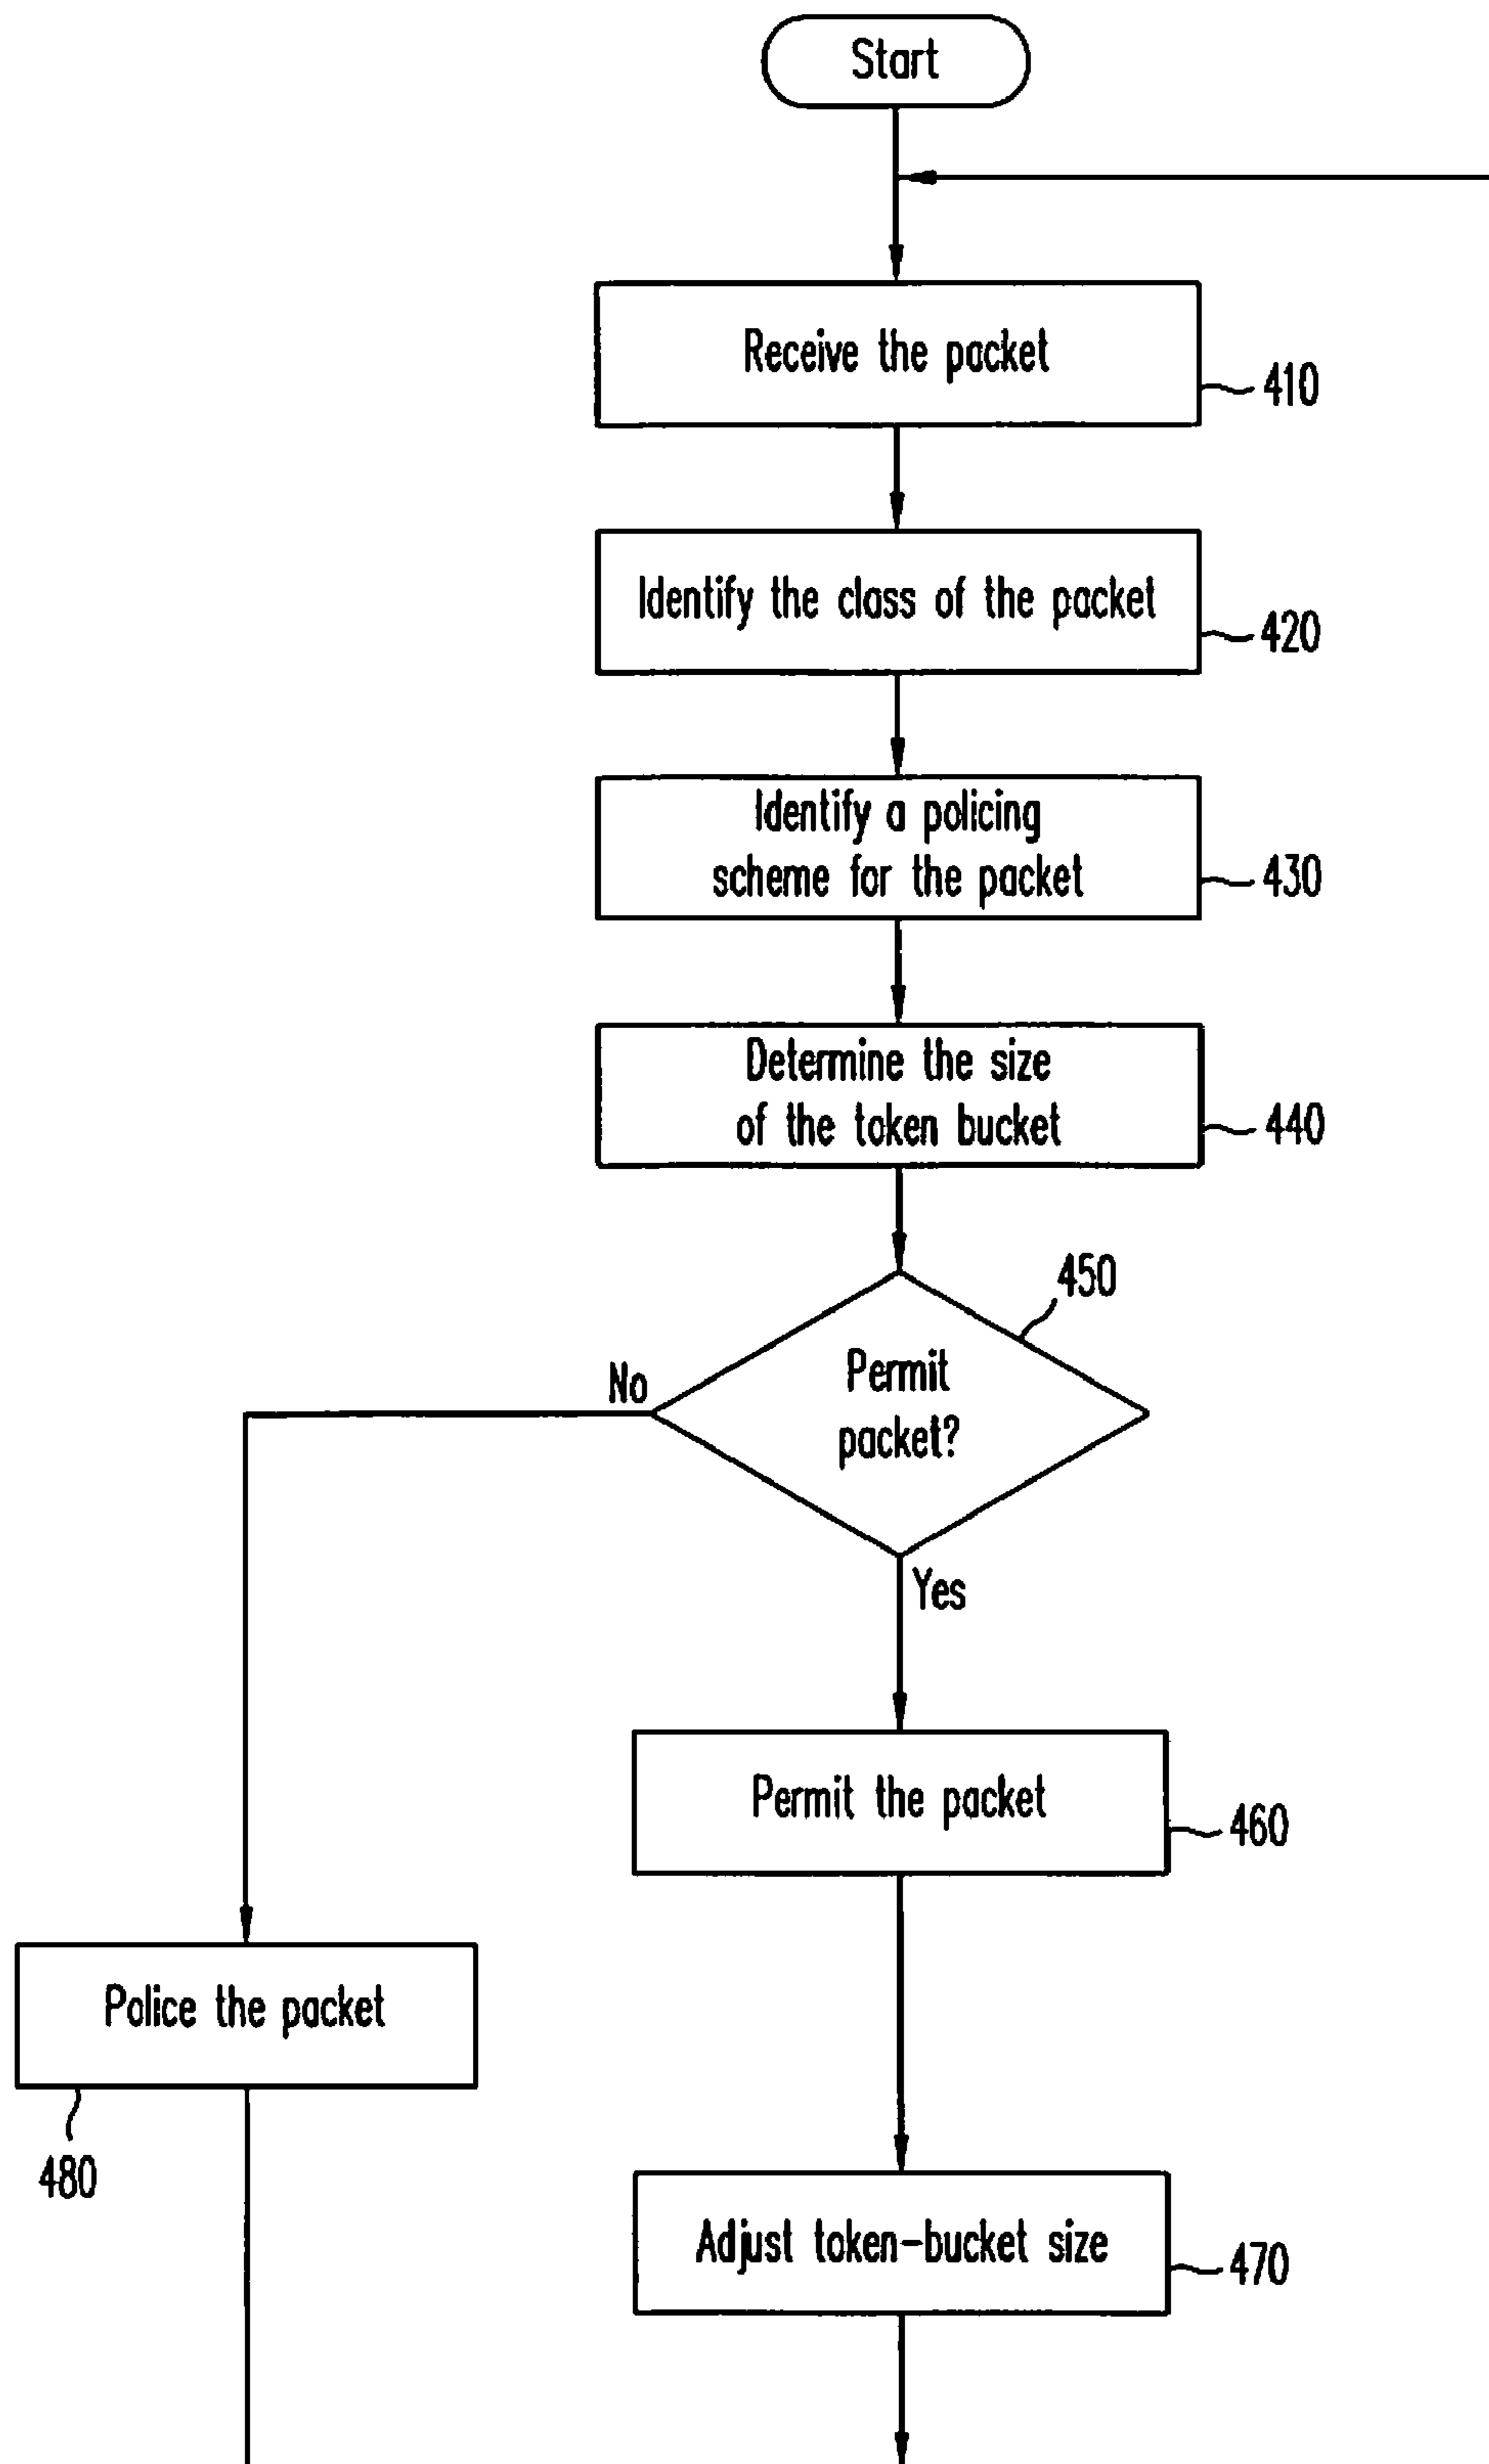 Start
Receive the packet
410
Identify the class of the packet
420
Identify a policing
scheme for the packet
430
Determine the size
of the token bucket
440
450
Permit
packet?
No
Yes
Permit the packet
460
Police the packet
480
Adjust token-bucket size
470